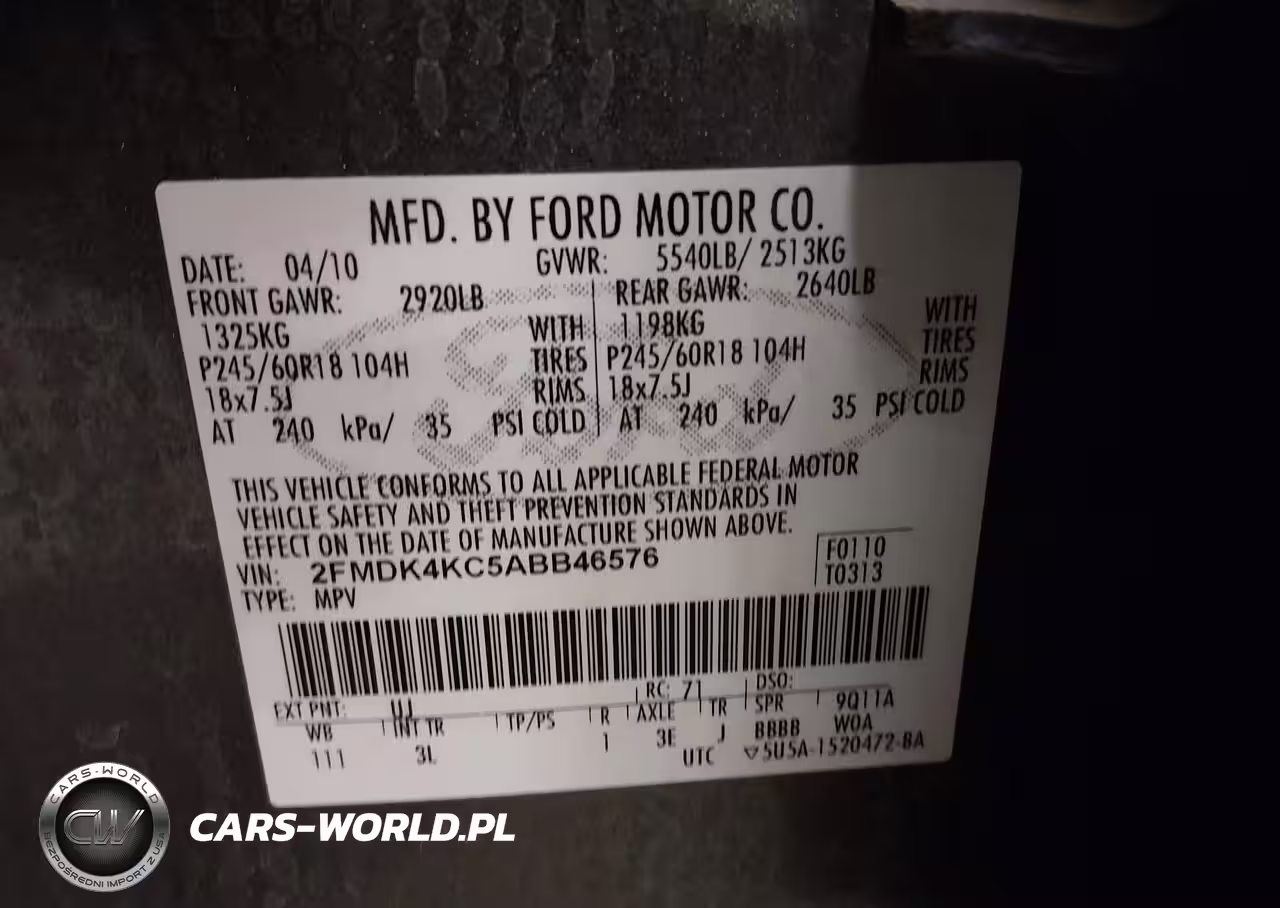 MFD. BY FORD MOTOR CO.
DATE: 04/10 GVWR: 5540LB/ 2513KG
FRONT GAWR: 2920LB REAR GAWR: 2640LB
1325KG WITH 1198KG WITH
P245/60R18 104H TIRES P245/60R18 104H TIRES
18x7.5J RIMS 18x7.5J RIMS
AT 240 kPa/ 35 PSI COLD AT 240 kPa/ 35 PSI COLD
THIS VEHICLE CONFORMS TO ALL APPLICABLE FEDERAL MOTOR
VEHICLE SAFETY AND THEFT PREVENTION STANDARDS IN
EFFECT ON THE DATE OF MANUFACTURE SHOWN ABOVE.
VIN: 2FMDK4KC5ABB46576 F0110
TYPE: MPV T0313
EXT PNT: UJ RC: 71 DSO:
WB INT TR TP/PS R AXLE TR SPR 9Q11A
111 3L 1 3E J BBBB W0A
UTC ▽5U5A-1520472-BA
CARS-WORLD
CW
BEZPOŚREDNI IMPORT Z USA
CARS-WORLD.PL